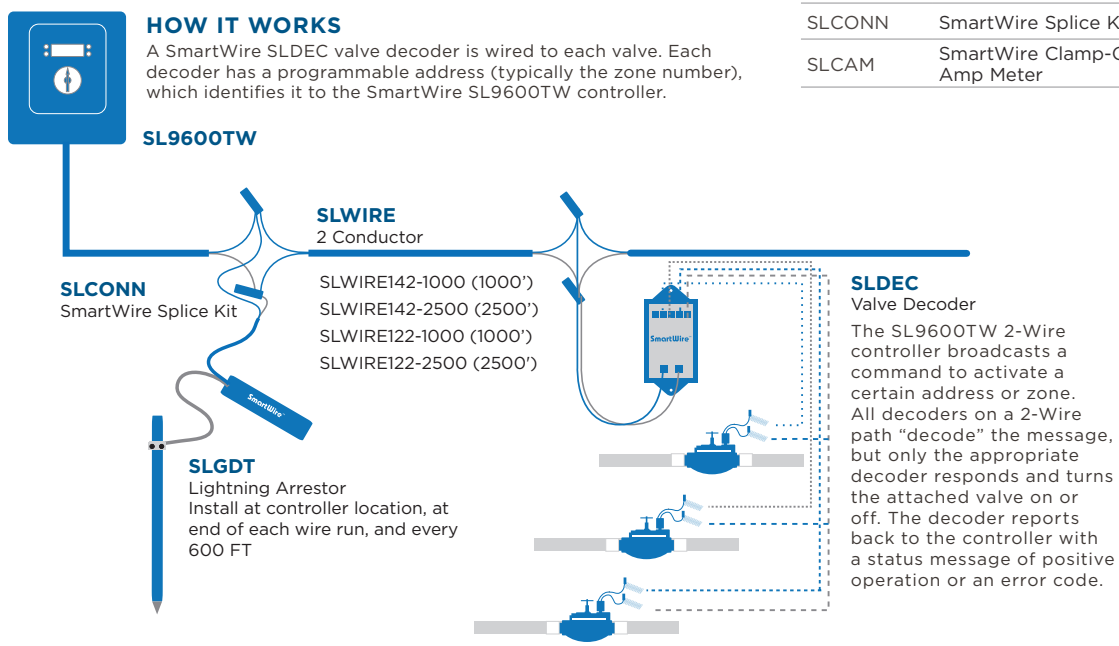 HOW IT WORKS
A SmartWire SLDEC valve decoder is wired to each valve. Each
decoder has a programmable address (typically the zone number),
which identifies it to the SmartWire SL9600TW controller.
SLCONN SmartWire Splice
SLCAM SmartWire
Amp Meter
SL9600TW
SLWIRE
2 Conductor
SLWIRE142-1000 (1000')
SLWIRE142-2500 (2500')
SLWIRE122-1000 (1000')
SLWIRE122-2500 (2500')
SLCONN
SmartWire Splice Kit
SmartWire™
SmartWire™
SLGDT
Lightning Arrestor
Install at controller location, at
end of each wire run, and every
600 FT
SLDEC
Valve Decoder
The SL9600TW 2-Wire
controller broadcasts a
command to activate a
certain address or zone.
All decoders on a 2-Wire
path “decode” the message,
but only the appropriate
decoder responds and turns
the attached valve on or
off. The decoder reports
back to the controller with
a status message of positive
operation or an error code.